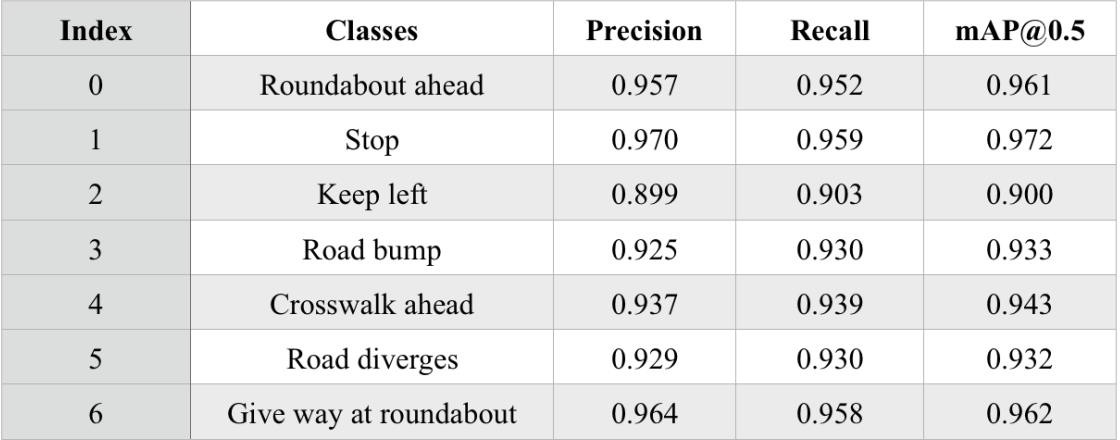 Index Classes Precision Recall mAP@0.5
0 Roundabout ahead 0.957 0.952 0.961
1 Stop 0.970 0.959 0.972
2 Keep left 0.899 0.903 0.900
3 Road bump 0.925 0.930 0.933
4 Crosswalk ahead 0.937 0.939 0.943
5 Road diverges 0.929 0.930 0.932
6 Give way at roundabout 0.964 0.958 0.962